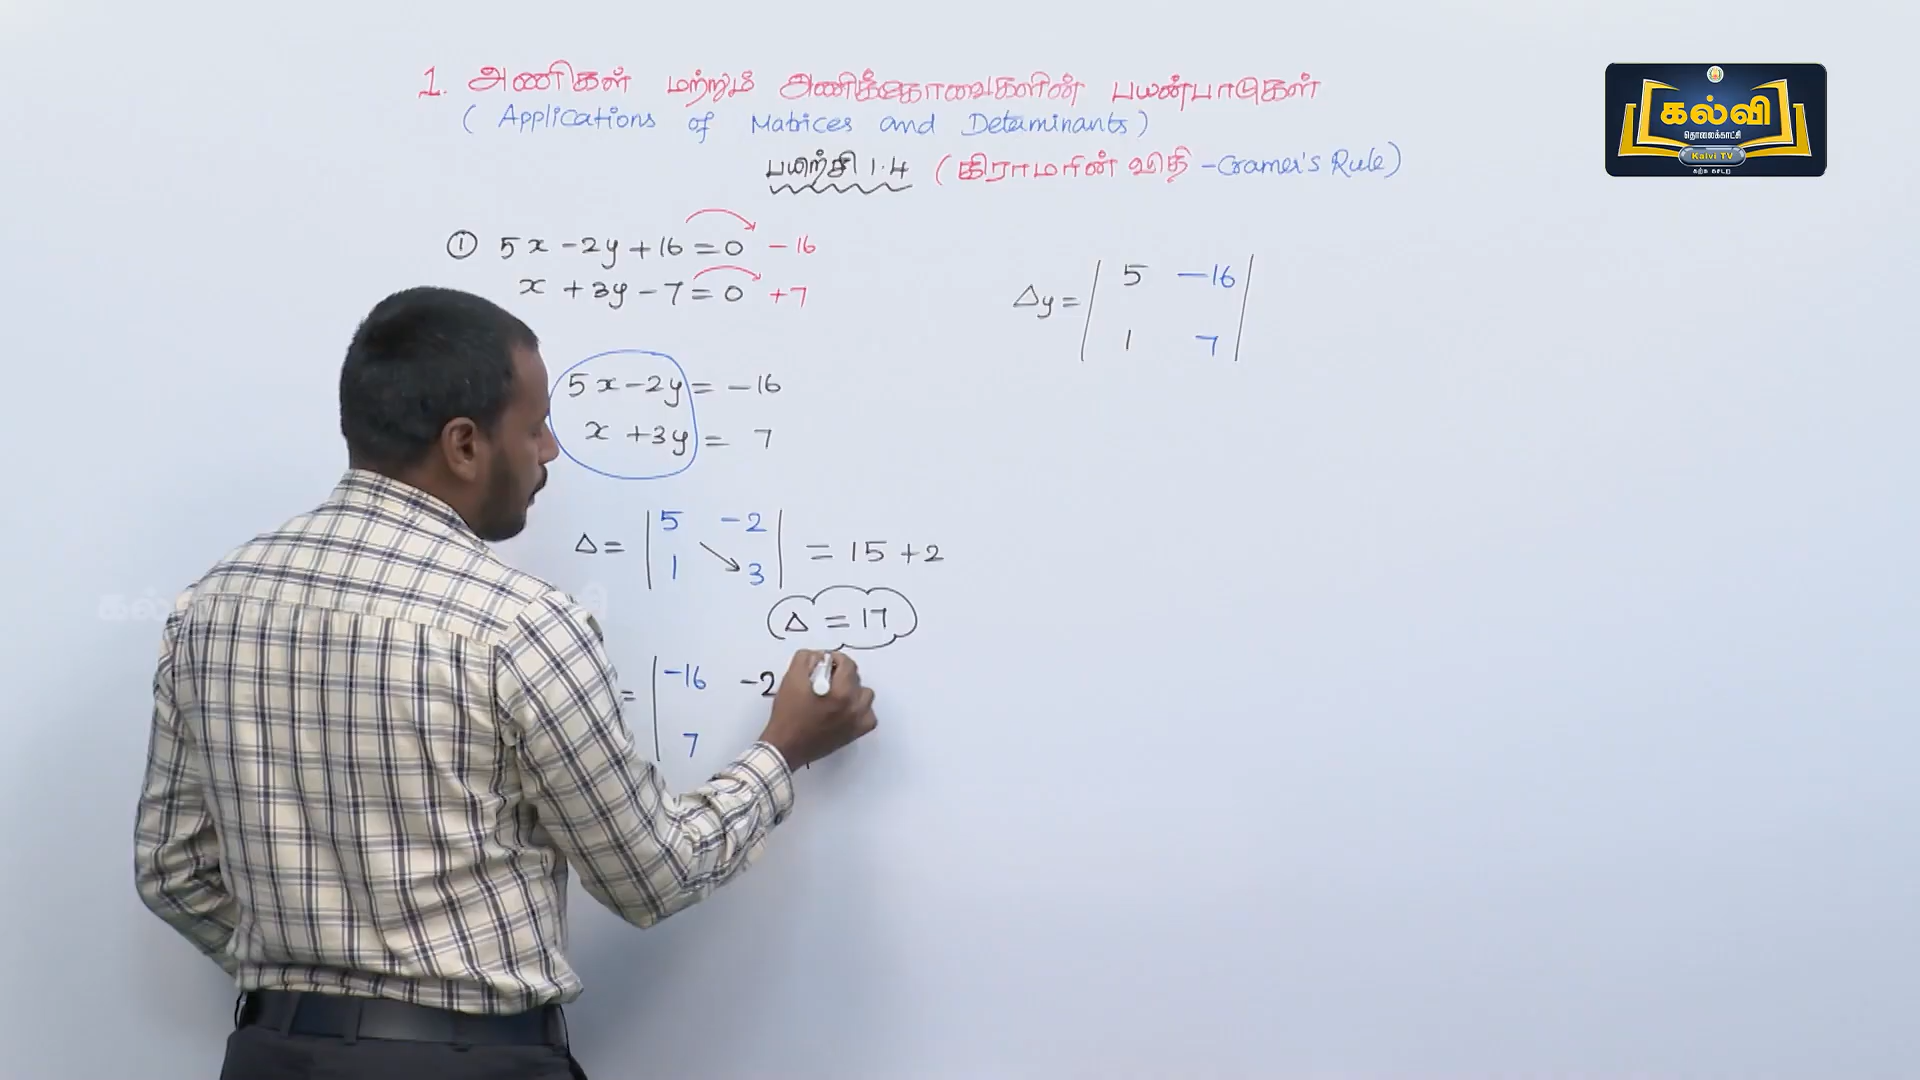 1. அணிகள் மற்றும் அணிக்கோவைகளின் பயன்பாடுகள்
( Applications of Matrices and Determinants )
பயிற்சி 1.4 ( கிராமரின் விதி - Cramer's Rule )
① 5x - 2y + 16 = 0 - 16
x + 3y - 7 = 0 + 7
5x - 2y = -16
x + 3y = 7
Δ = | 5 -2 | = 15 + 2
| 1 3 |
Δ = 17
= | -16 -2
| 7
Δy = | 5 -16 |
| 1 7 |
கல்வி
தொலைக்காட்சி
Kalvi TV
கற்க கசடற